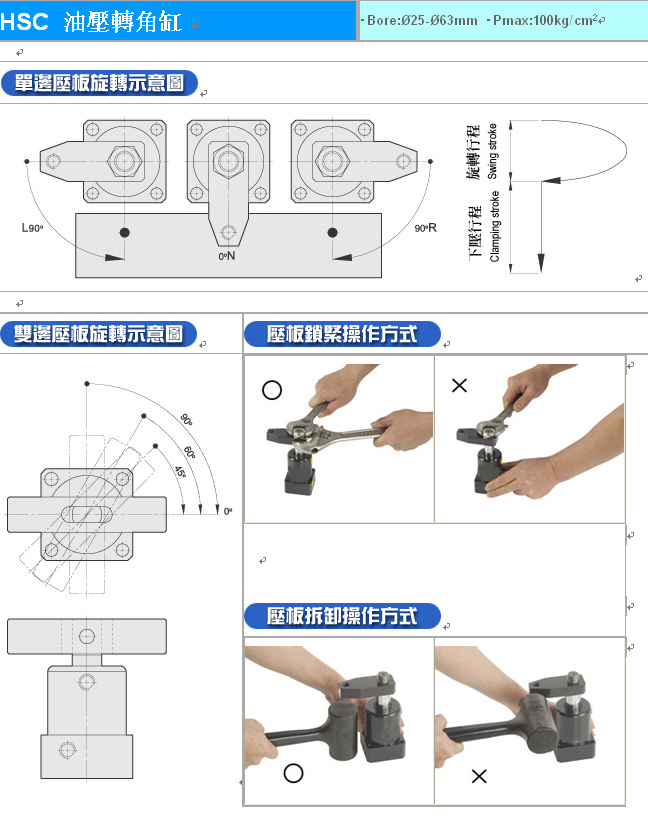 HSC 油壓轉角缸
·Bore:Ø25-Ø63mm ·Pmax:100kg/cm²
單邊壓板旋轉示意圖
L90°
0°N
90°R
旋轉行程
Swing stroke
下壓行程
Clamping stroke
雙邊壓板旋轉示意圖
90°
60°
45°
0°
壓板鎖緊操作方式
壓板拆卸操作方式